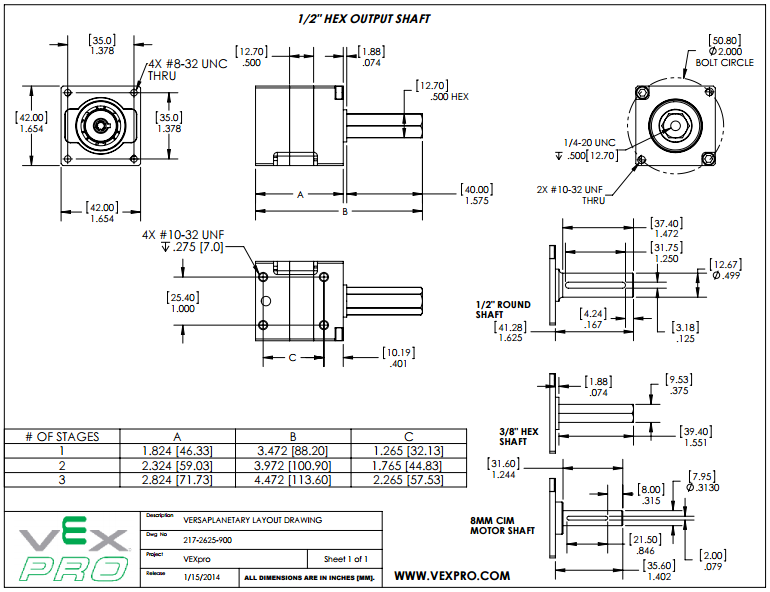 1/2" HEX OUTPUT SHAFT
[35.0]
1.378
4X #8-32 UNC
THRU
[42.00]
1.654
[35.0]
1.378
[42.00]
1.654
[12.70]
.500
[1.88]
.074
[12.70]
.500 HEX
A
B
[40.00]
1.575
[50.80]
Ø2.000
BOLT CIRCLE
1/4-20 UNC
↧ .500[12.70]
2X #10-32 UNF
THRU
4X #10-32 UNF
↧ .275 [7.0]
[25.40]
1.000
C
[10.19]
.401
[37.40]
1.472
[31.75]
1.250
[12.67]
Ø.499
1/2" ROUND
SHAFT
[4.24]
.167
[41.28]
1.625
[3.18]
.125
[1.88]
.074
[9.53]
.375
3/8" HEX
SHAFT
[39.40]
1.551
[31.60]
1.244
[7.95]
Ø.3130
[8.00]
.315
8MM CIM
MOTOR SHAFT
[21.50]
.846
[2.00]
.079
[35.60]
1.402
# OF STAGES A B C
1 1.824 [46.33] 3.472 [88.20] 1.265 [32.13]
2 2.324 [59.03] 3.972 [100.90] 1.765 [44.83]
3 2.824 [71.73] 4.472 [113.60] 2.265 [57.53]
VEX
PRO
Description VERSAPLANETARY LAYOUT DRAWING
Dwg No 217-2625-900
Project VEXpro Sheet 1 of 1
Release 1/15/2014 ALL DIMENSIONS ARE IN INCHES [MM].
WWW.VEXPRO.COM